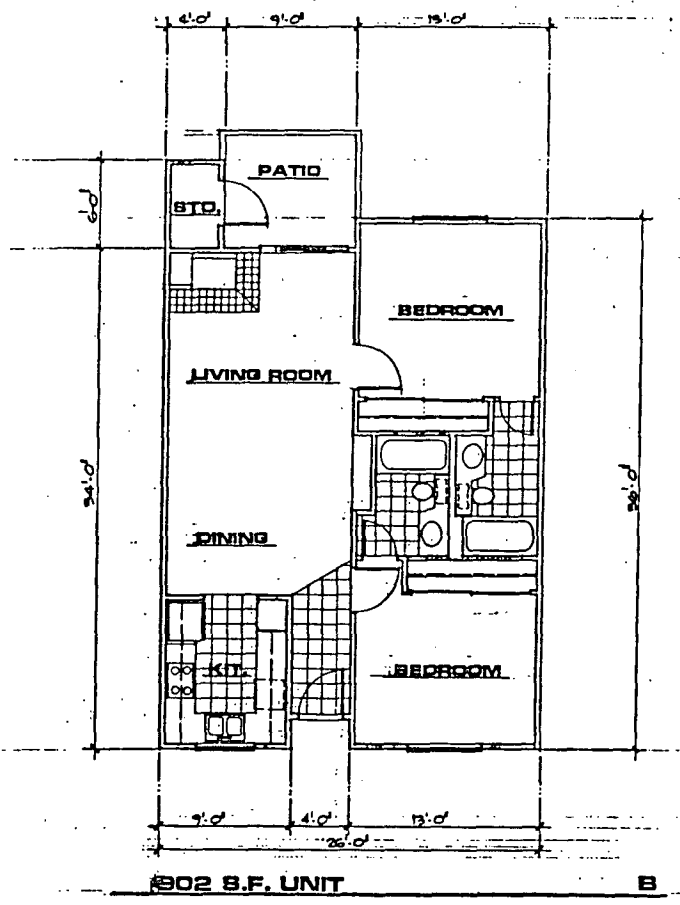 4'-0" 9'-0" 13'-0"
PATIO
6'-0"
STO.
BEDROOM
LIVING ROOM
34'-0"
36'-0"
DINING
KIT.
BEDROOM
9'-0" 4'-0" 13'-0"
26'-0"
902 S.F. UNIT B